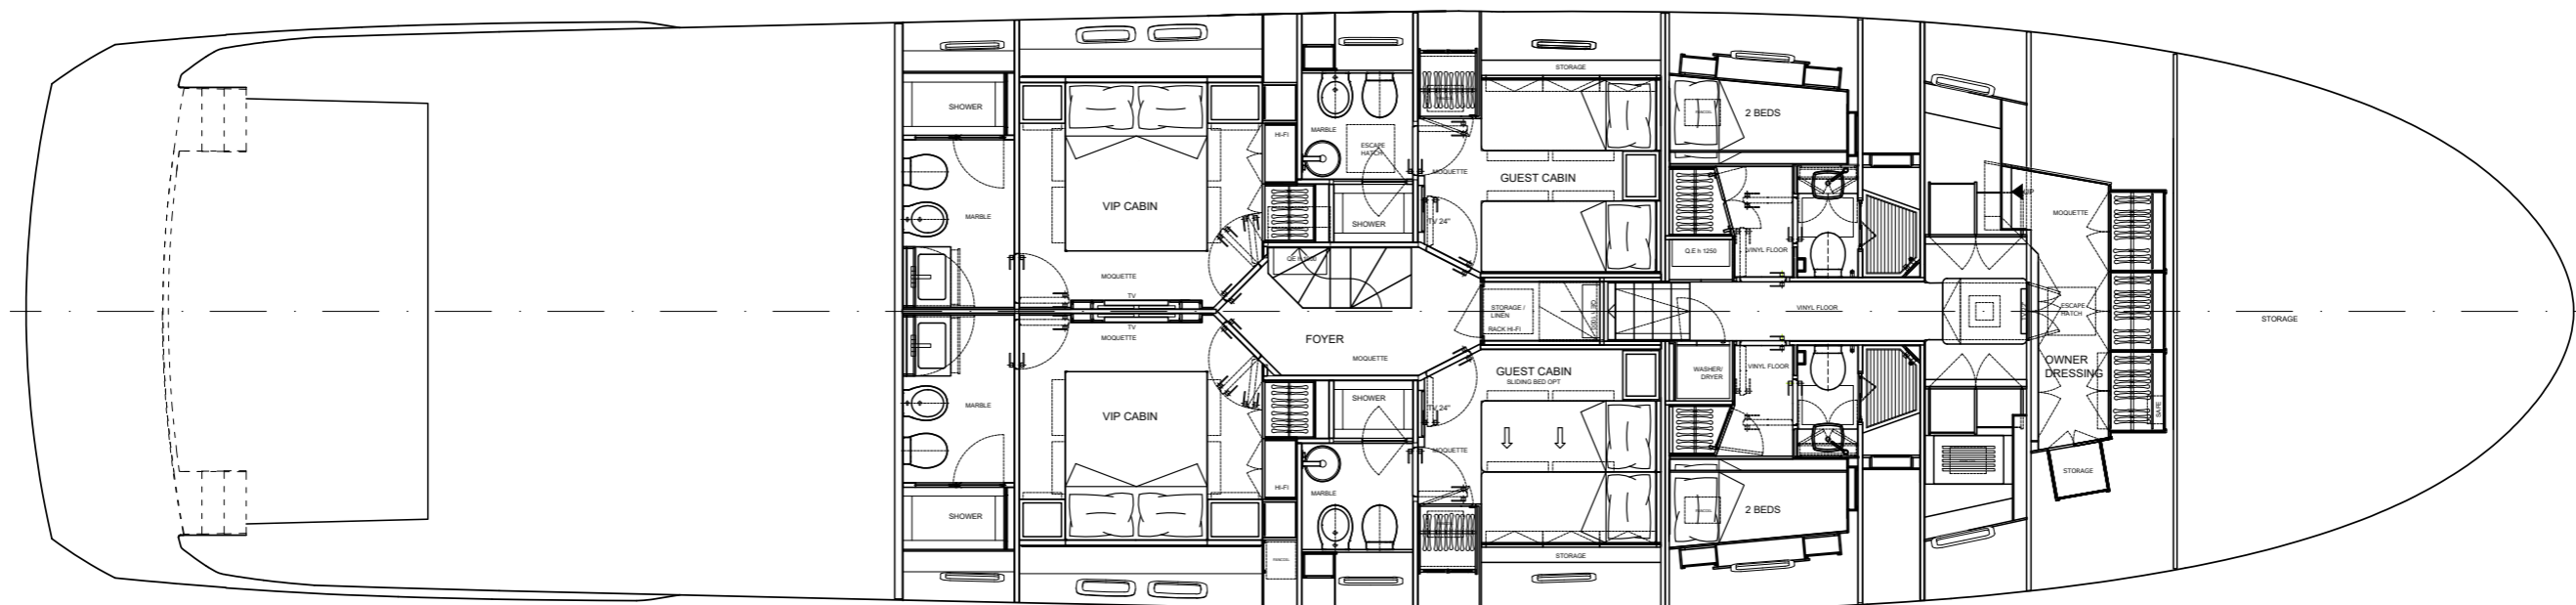 STORAGE
SHOWER
HI-FI
MARBLE
ESCAPE
HATCH
2 BEDS
MOQUETTE
GUEST CABIN
VIP CABIN
MARBLE
SHOWER
TV 24"
MOQUETTE
VINYL FLOOR
Q.E h 1250
MOQUETTE
TV
STORAGE /
LINEN
RACK HI-FI
VINYL FLOOR
ESCAPE
HATCH
STORAGE
TV
MOQUETTE
FOYER
MOQUETTE
GUEST CABIN
SLIDING BED OPT
WASHER/
DRYER
VINYL FLOOR
OWNER
DRESSING
SHOWER
TV 24"
MARBLE
VIP CABIN
SAFE
MOQUETTE
STORAGE
HI-FI
MARBLE
2 BEDS
SHOWER
STORAGE